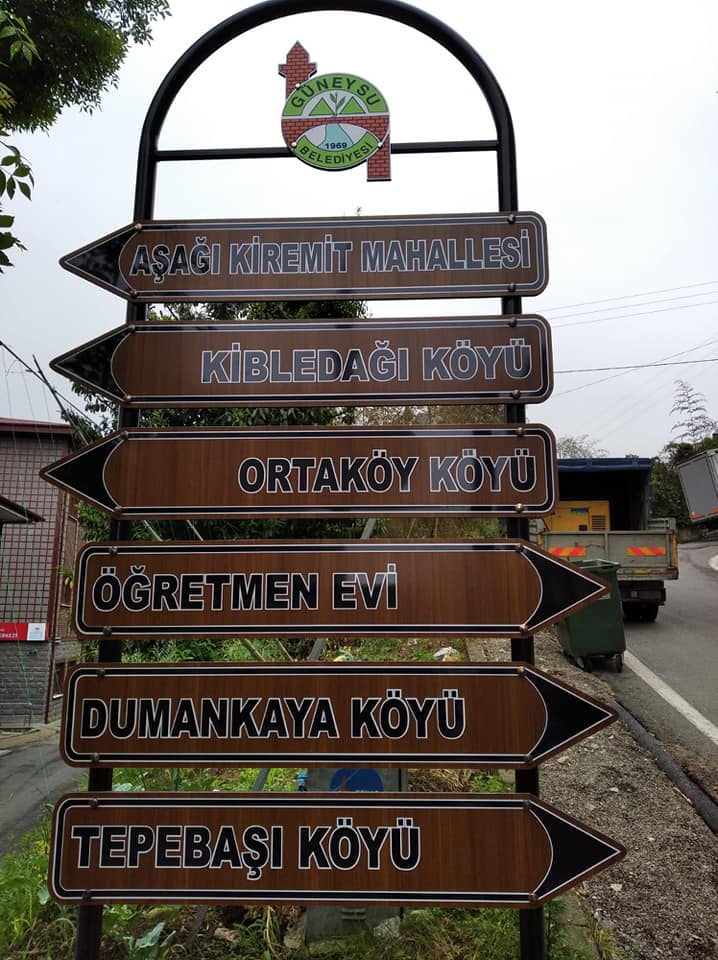 GÜNEYSU
1969
BELEDİYESİ
AŞAĞI KİREMİT MAHALLESİ
KİBLEDAĞI KÖYÜ
ORTAKÖY KÖYÜ
ÖĞRETMEN EVİ
DUMANKAYA KÖYÜ
TEPEBAŞI KÖYÜ